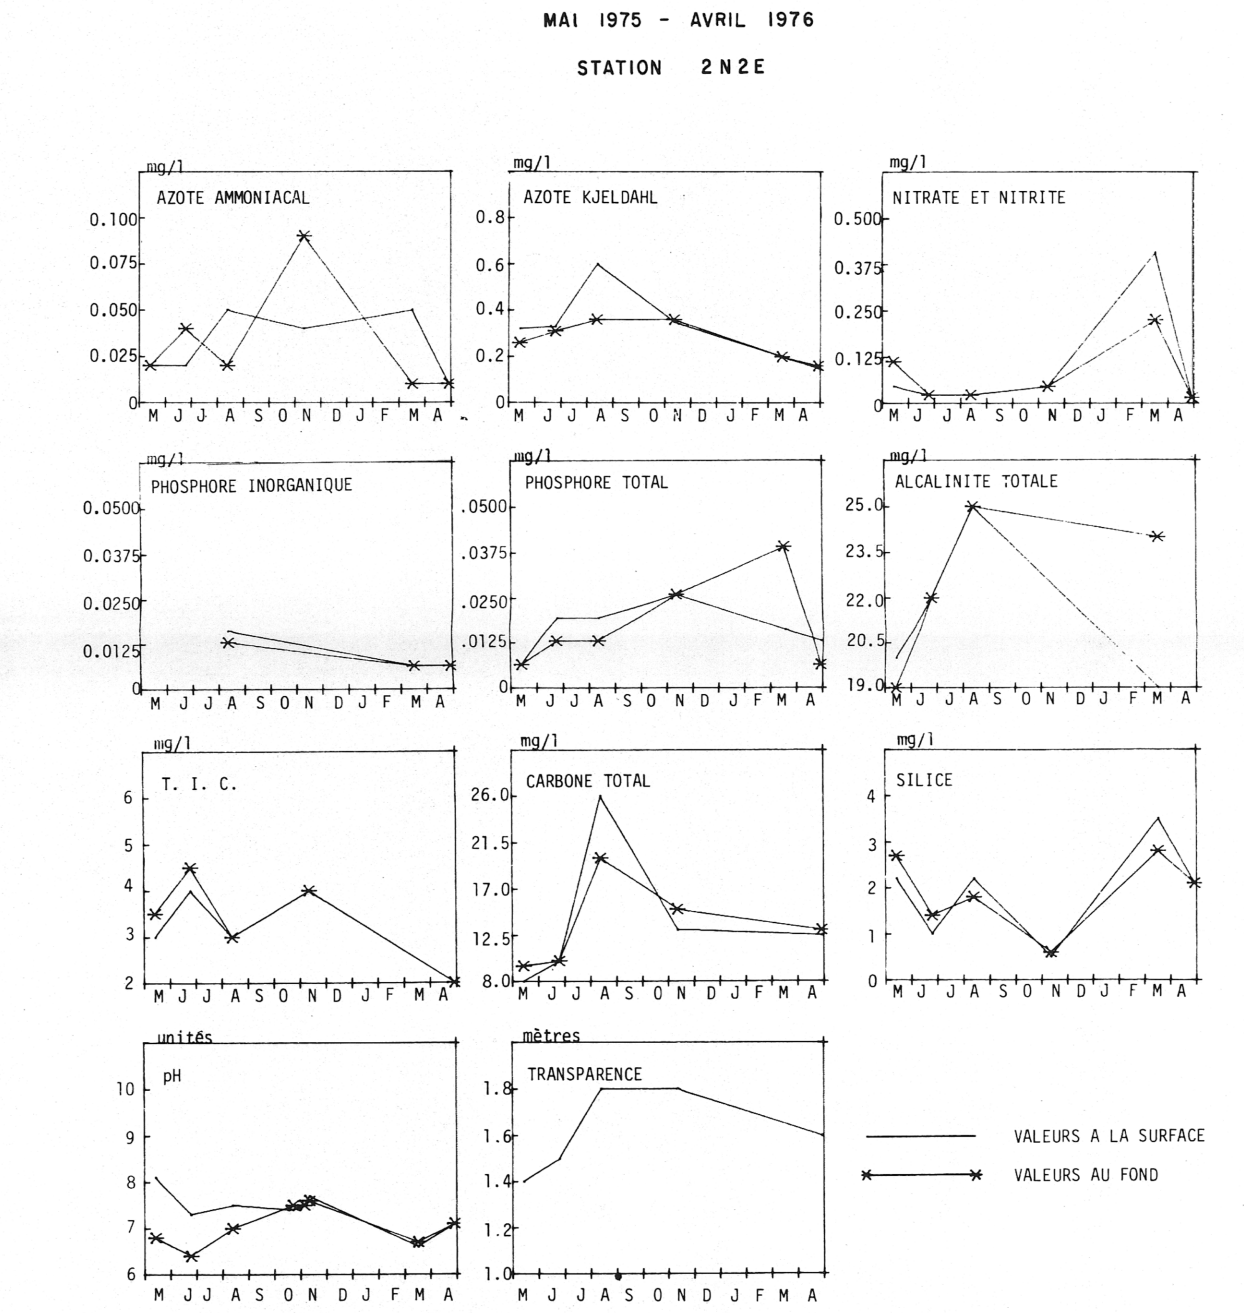 MAI 1975 - AVRIL 1976
STATION 2N2E
mg/l
AZOTE AMMONIACAL
0.100
0.075
0.050
0.025
0
M J J A S O N D J F M A
mg/l
AZOTE KJELDAHL
0.8
0.6
0.4
0.2
0
M J J A S O N D J F M A
mg/l
NITRATE ET NITRITE
0.500
0.375
0.250
0.125
0
M J J A S O N D J F M A
mg/l
PHOSPHORE INORGANIQUE
0.0500
0.0375
0.0250
0.0125
0
M J J A S O N D J F M A
mg/l
PHOSPHORE TOTAL
.0500
.0375
.0250
.0125
0
M J J A S O N D J F M A
mg/l
ALCALINITE TOTALE
25.0
23.5
22.0
20.5
19.0
M J J A S O N D J F M A
mg/l
T. I. C.
6
5
4
3
2
M J J A S O N D J F M A
mg/l
CARBONE TOTAL
26.0
21.5
17.0
12.5
8.0
M J J A S O N D J F M A
mg/l
SILICE
4
3
2
1
0
M J J A S O N D J F M A
unités
pH
10
9
8
7
6
M J J A S O N D J F M A
mètres
TRANSPARENCE
1.8
1.6
1.4
1.2
1.0
M J J A S O N D J F M A
VALEURS A LA SURFACE
VALEURS AU FOND